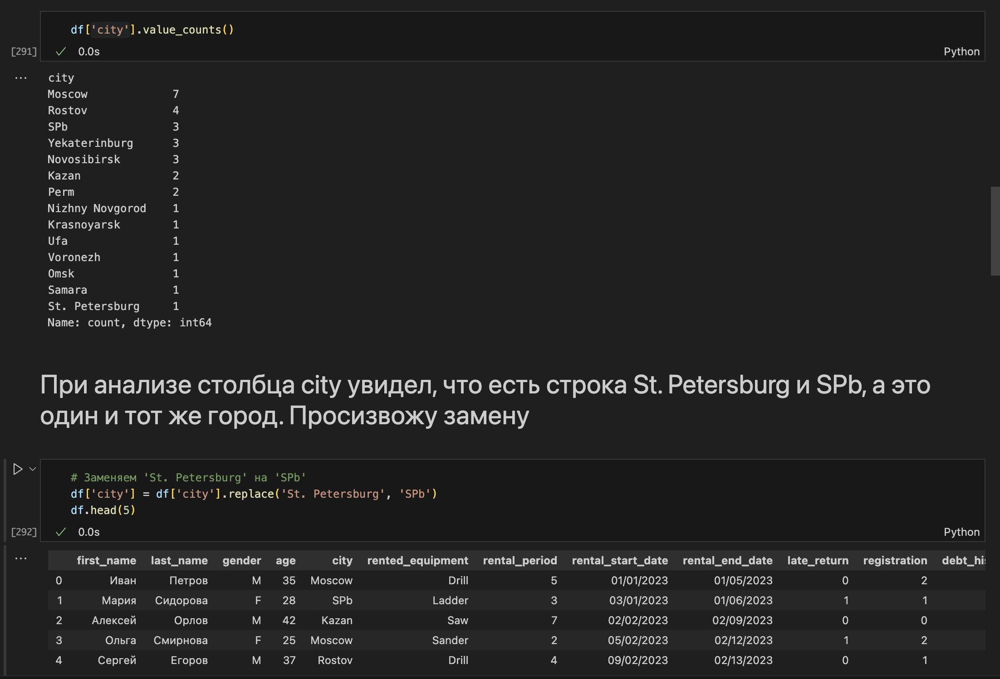 df['city'].value_counts()
[291] 0.0s Python
... city
Moscow 7
Rostov 4
SPb 3
Yekaterinburg 3
Novosibirsk 3
Kazan 2
Perm 2
Nizhny Novgorod 1
Krasnoyarsk 1
Ufa 1
Voronezh 1
Omsk 1
Samara 1
St. Petersburg 1
Name: count, dtype: int64
При анализе столбца city увидел, что есть строка St. Petersburg и SPb, а это
один и тот же город. Просизвожу замену
# Заменяем 'St. Petersburg' на 'SPb'
df['city'] = df['city'].replace('St. Petersburg', 'SPb')
df.head(5)
[292] 0.0s Python
... first_name last_name gender age city rented_equipment rental_period rental_start_date rental_end_date late_return registration debt_his
0 Иван Петров M 35 Moscow Drill 5 01/01/2023 01/05/2023 0 2
1 Мария Сидорова F 28 SPb Ladder 3 03/01/2023 01/06/2023 1 1
2 Алексей Орлов M 42 Kazan Saw 7 02/02/2023 02/09/2023 0 0
3 Ольга Смирнова F 25 Moscow Sander 2 05/02/2023 02/12/2023 1 2
4 Сергей Егоров M 37 Rostov Drill 4 09/02/2023 02/13/2023 0 1